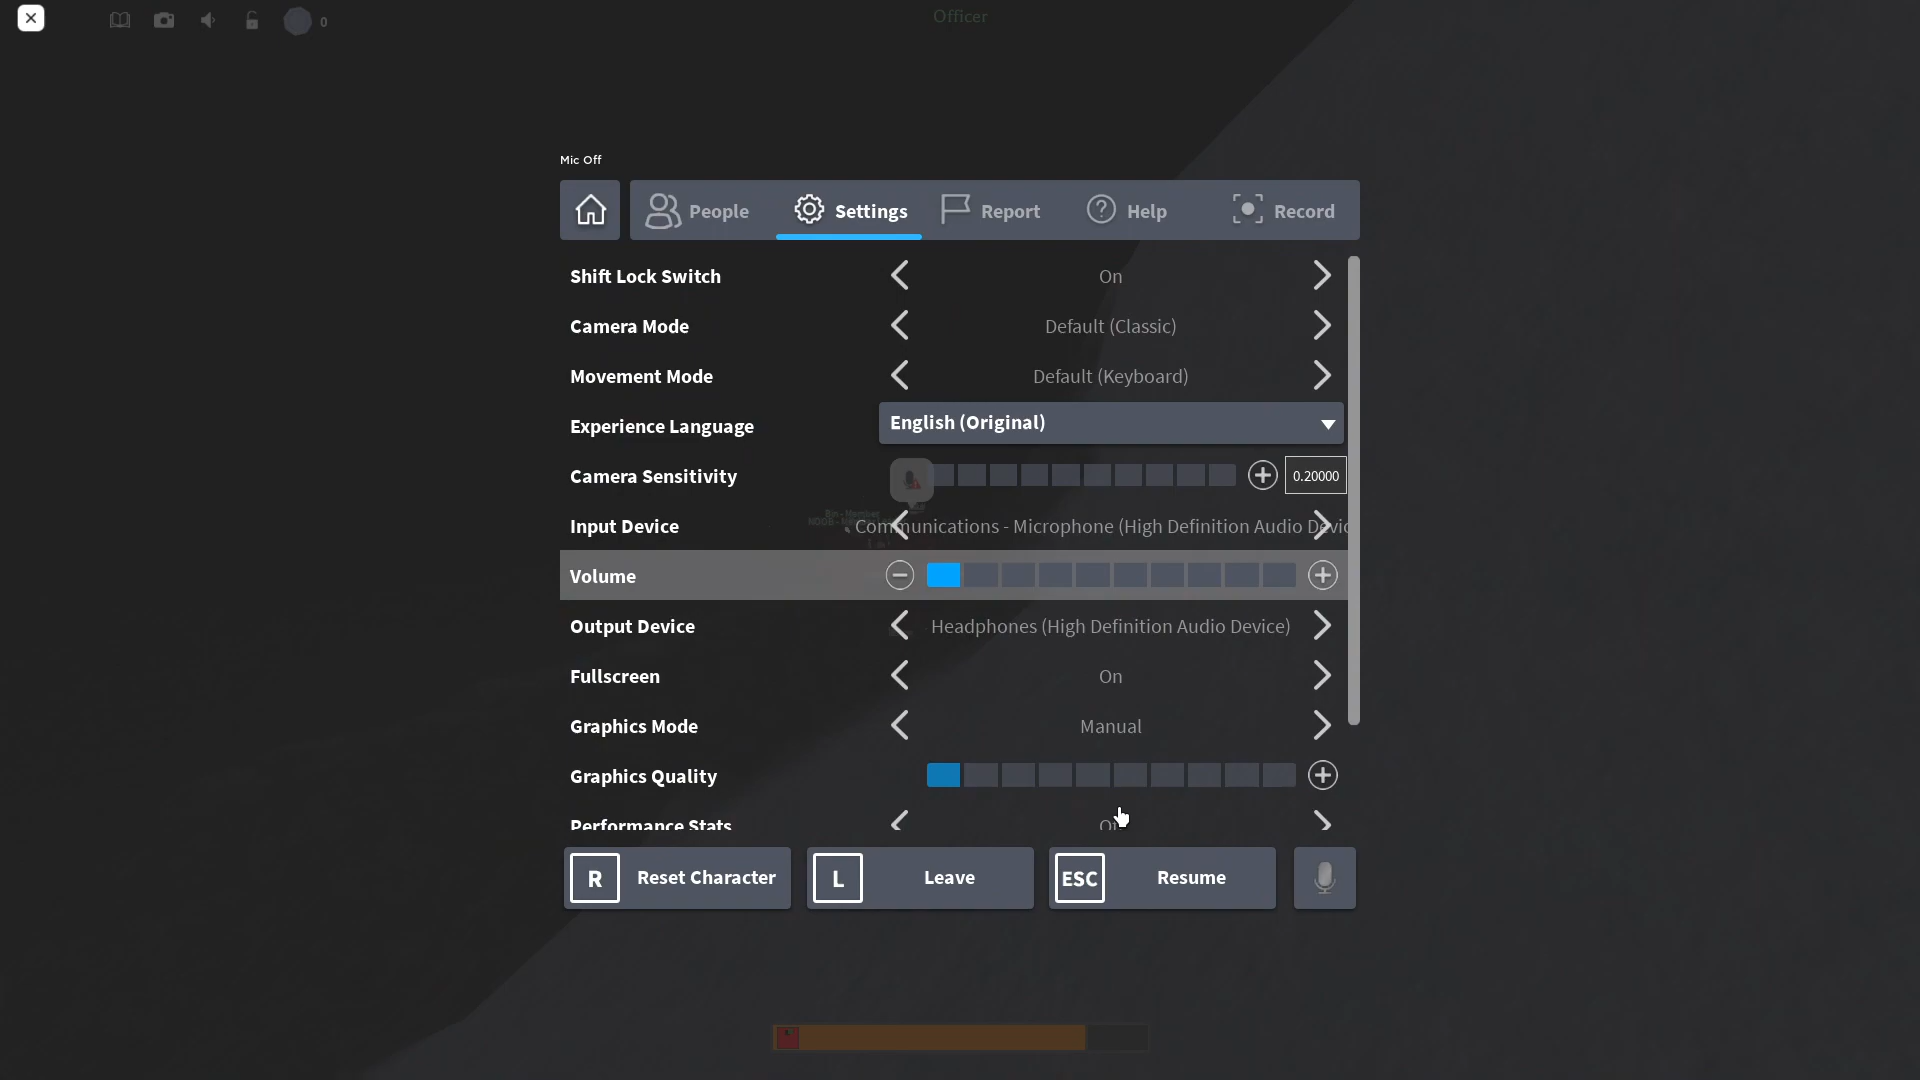 0
Officer
Mic Off
People
Settings
Report
Help
Record
Shift Lock Switch
On
Camera Mode
Default (Classic)
Movement Mode
Default (Keyboard)
Experience Language
English (Original)
Camera Sensitivity
0.20000
Input Device
Communications - Microphone (High Definition Audio Devic
Volume
Output Device
Headphones (High Definition Audio Device)
Fullscreen
On
Graphics Mode
Manual
Graphics Quality
Performance Stats
R
Reset Character
L
Leave
ESC
Resume